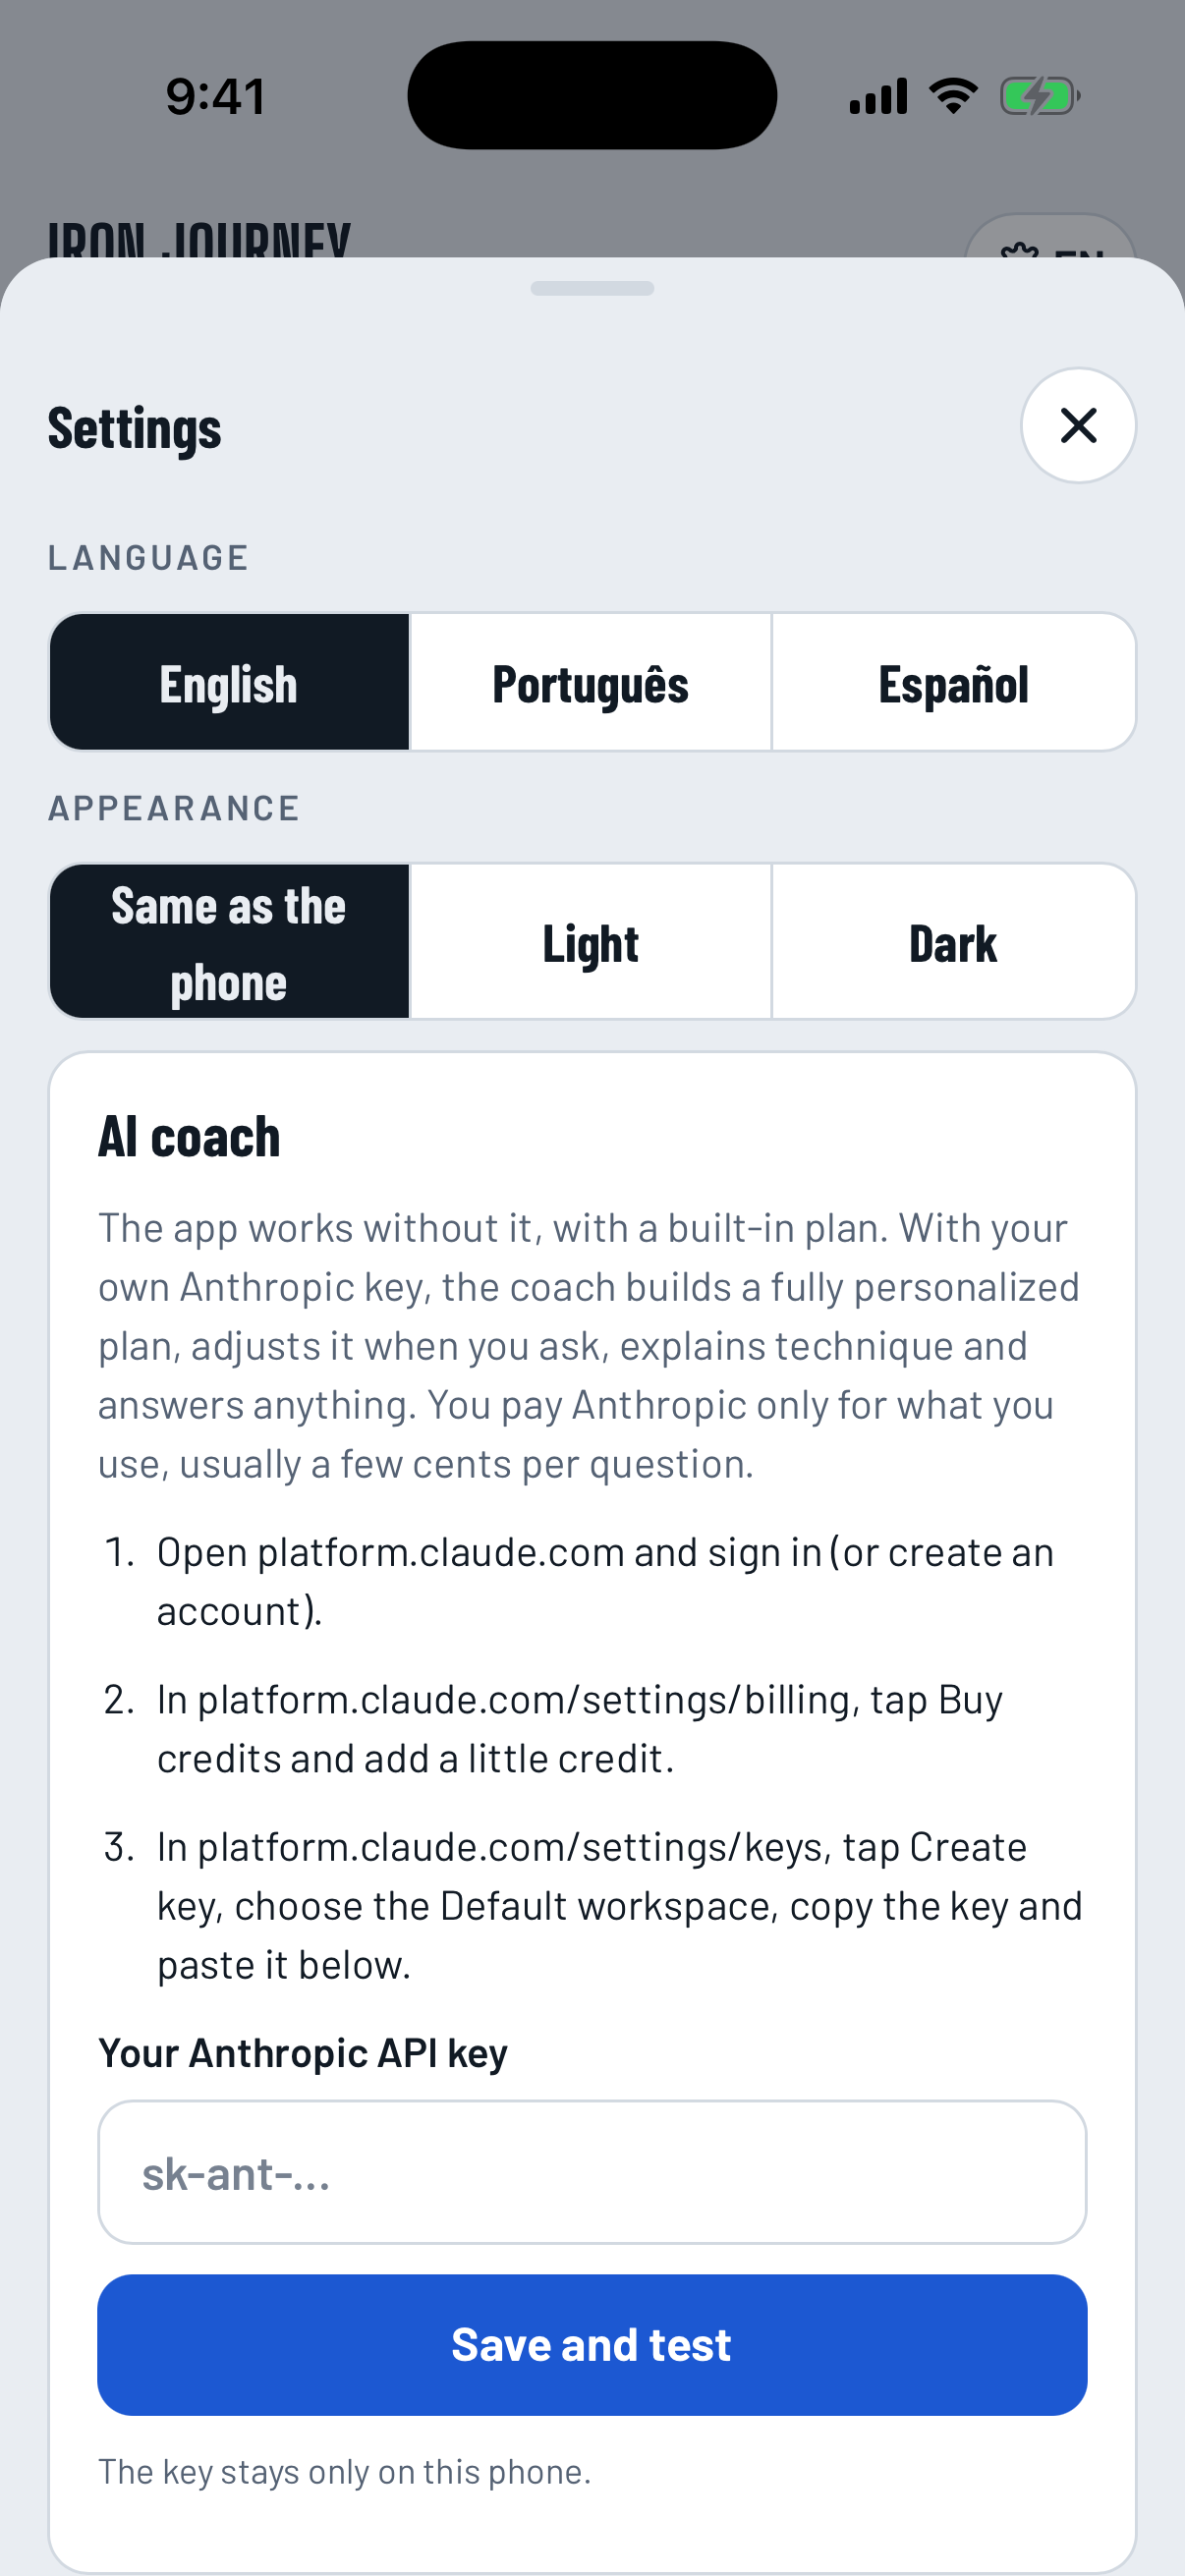 9:41
IRON JOURNEY
EN
Settings
LANGUAGE
English
Português
Español
APPEARANCE
Same as the
phone
Light
Dark
AI coach
The app works without it, with a built-in plan. With your
own Anthropic key, the coach builds a fully personalized
plan, adjusts it when you ask, explains technique and
answers anything. You pay Anthropic only for what you
use, usually a few cents per question.
1. Open platform.claude.com and sign in (or create an
account).
2. In platform.claude.com/settings/billing, tap Buy
credits and add a little credit.
3. In platform.claude.com/settings/keys, tap Create
key, choose the Default workspace, copy the key and
paste it below.
Your Anthropic API key
sk-ant-...
Save and test
The key stays only on this phone.